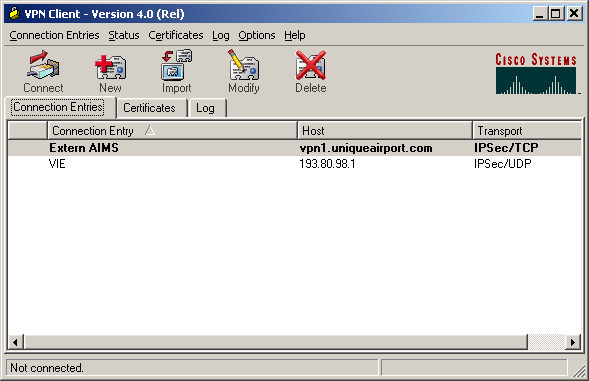 VPN Client - Version 4.0 (Rel)
Connection Entries Status Certificates Log Options Help
Connect New Import Modify Delete
CISCO SYSTEMS
Connection Entries Certificates Log
Connection Entry Host Transport
Extern AIMS vpn1.uniqueairport.com IPSec/TCP
VIE 193.80.98.1 IPSec/UDP
Not connected.